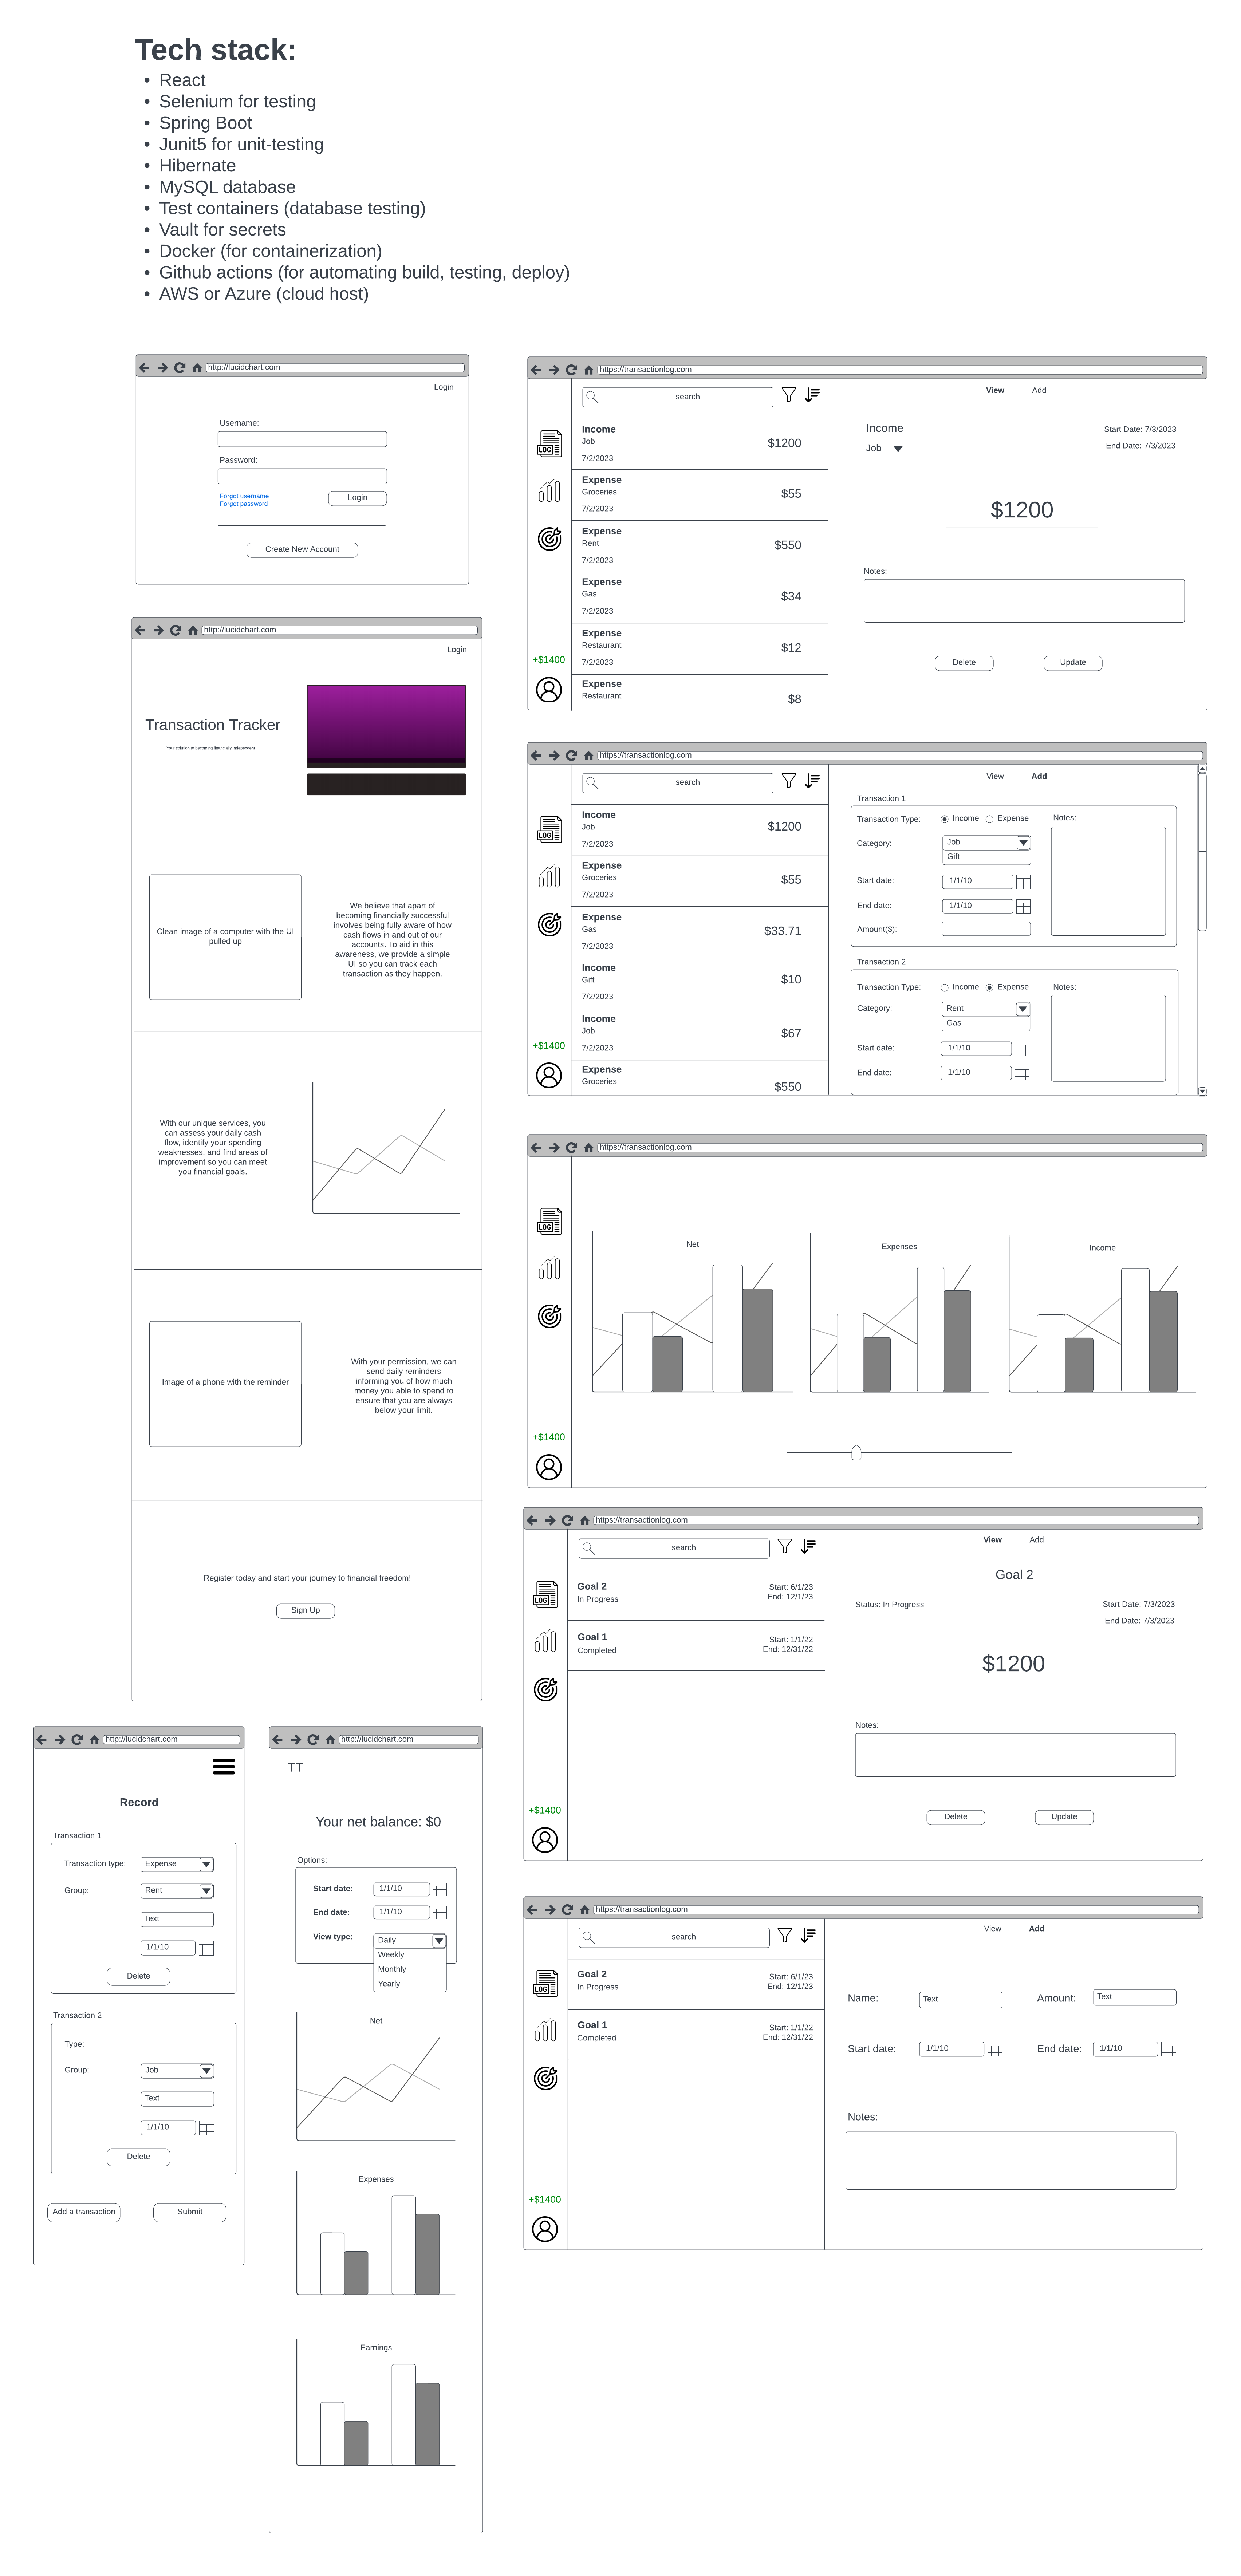 Tech stack:
• React
• Selenium for testing
• Spring Boot
• Junit5 for unit-testing
• Hibernate
• MySQL database
• Test containers (database testing)
• Vault for secrets
• Docker (for containerization)
• Github actions (for automating build, testing, deploy)
• AWS or Azure (cloud host)
http://lucidchart.com
Login
Username:
Password:
Forgot username
Forgot password
Login
Create New Account
http://lucidchart.com
Login
Transaction Tracker
Your solution to becoming financially independent
Clean image of a computer with the UI
pulled up
We believe that apart of
becoming financially successful
involves being fully aware of how
cash flows in and out of our
accounts. To aid in this
awareness, we provide a simple
UI so you can track each
transaction as they happen.
With our unique services, you
can assess your daily cash
flow, identify your spending
weaknesses, and find areas of
improvement so you can meet
you financial goals.
Image of a phone with the reminder
With your permission, we can
send daily reminders
informing you of how much
money you able to spend to
ensure that you are always
below your limit.
Register today and start your journey to financial freedom!
Sign Up
http://lucidchart.com
Record
Transaction 1
Transaction type: Expense
Group: Rent
Text
1/1/10
Delete
Transaction 2
Type:
Group: Job
Text
1/1/10
Delete
Add a transaction Submit
http://lucidchart.com
TT
Your net balance: $0
Options:
Start date: 1/1/10
End date: 1/1/10
View type: Daily
Weekly
Monthly
Yearly
Net
Expenses
Earnings
https://transactionlog.com
LOG
+$1400
search
Income
Job $1200
7/2/2023
Expense
Groceries $55
7/2/2023
Expense
Rent $550
7/2/2023
Expense
Gas $34
7/2/2023
Expense
Restaurant $12
7/2/2023
Expense
Restaurant $8
View Add
Income
Job
Start Date: 7/3/2023
End Date: 7/3/2023
$1200
Notes:
Delete Update
https://transactionlog.com
LOG
+$1400
search
Income
Job $1200
7/2/2023
Expense
Groceries $55
7/2/2023
Expense
Gas $33.71
7/2/2023
Income
Gift $10
7/2/2023
Income
Job $67
7/2/2023
Expense
Groceries $550
View Add
Transaction 1
Transaction Type: Income Expense Notes:
Category: Job
Gift
Start date: 1/1/10
End date: 1/1/10
Amount($):
Transaction 2
Transaction Type: Income Expense Notes:
Category: Rent
Gas
Start date: 1/1/10
End date: 1/1/10
https://transactionlog.com
LOG
+$1400
Net
Expenses
Income
https://transactionlog.com
LOG
+$1400
search
Goal 2 Start: 6/1/23
In Progress End: 12/1/23
Goal 1 Start: 1/1/22
Completed End: 12/31/22
View Add
Goal 2
Status: In Progress Start Date: 7/3/2023
End Date: 7/3/2023
$1200
Notes:
Delete Update
https://transactionlog.com
LOG
+$1400
search
Goal 2 Start: 6/1/23
In Progress End: 12/1/23
Goal 1 Start: 1/1/22
Completed End: 12/31/22
View Add
Name: Text Amount: Text
Start date: 1/1/10 End date: 1/1/10
Notes: